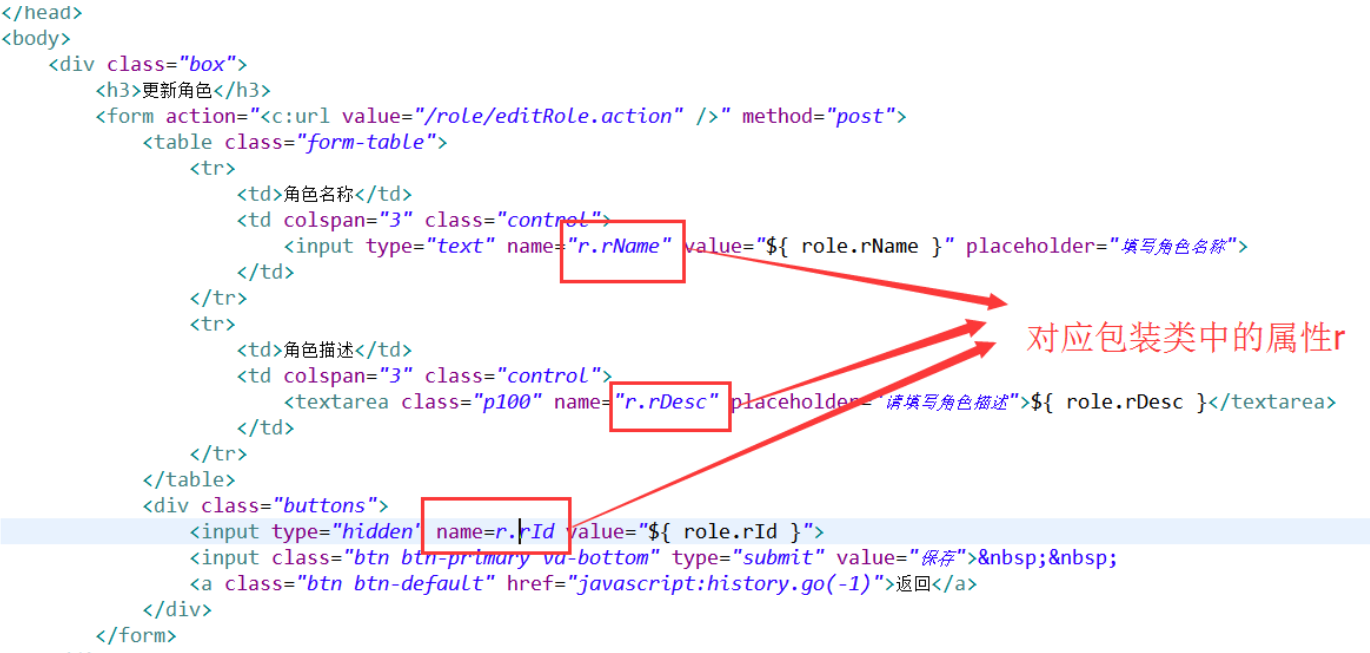 </head>
<body>
<div class="box">
<h3>更新角色</h3>
<form action="<c:url value="/role/editRole.action" />" method="post">
<table class="form-table">
<tr>
<td>角色名称</td>
<td colspan="3" class="control">
<input type="text" name="r.rName" value="${ role.rName }" placeholder="填写角色名称">
</td>
</tr>
<tr>
对应包装类中的属性r
<td>角色描述</td>
<td colspan="3" class="control">
<textarea class="p100" name="r.rDesc" placeholder="请填写角色描述">${ role.rDesc }</textarea>
</td>
</tr>
</table>
<div class="buttons">
<input type="hidden" name=r.rId value="${ role.rId }">
<input class="btn btn-primary va-bottom" type="submit" value="保存">&nbsp;&nbsp;
<a class="btn btn-default" href="javascript:history.go(-1)">返回</a>
</div>
</form>